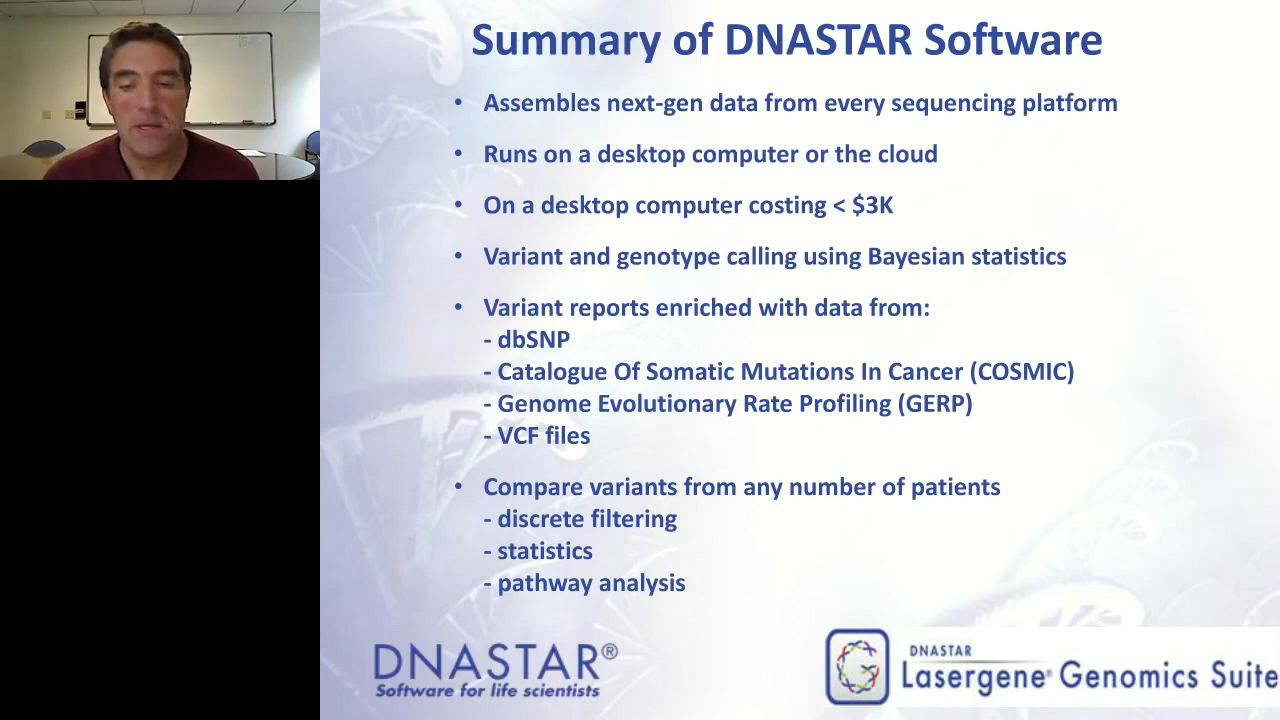 Summary of DNASTAR Software
• Assembles next-gen data from every sequencing platform
• Runs on a desktop computer or the cloud
• On a desktop computer costing < $3K
• Variant and genotype calling using Bayesian statistics
• Variant reports enriched with data from:
- dbSNP
- Catalogue Of Somatic Mutations In Cancer (COSMIC)
- Genome Evolutionary Rate Profiling (GERP)
- VCF files
• Compare variants from any number of patients
- discrete filtering
- statistics
- pathway analysis
DNASTAR®
Software for life scientists
DNASTAR
Lasergene® Genomics Suite